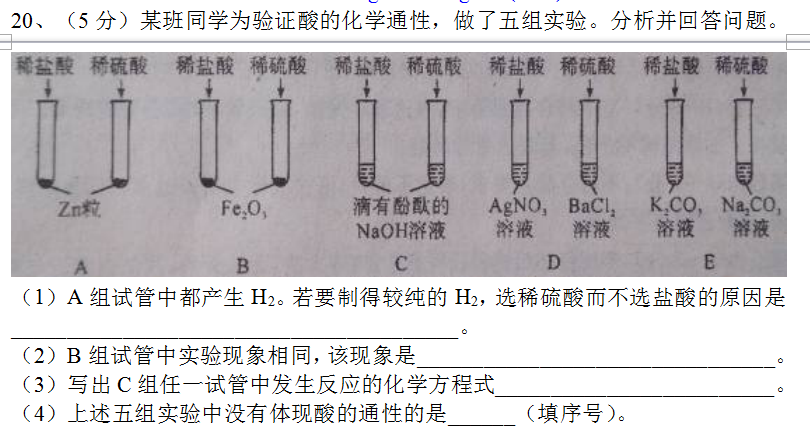 20、（5 分）某班同学为验证酸的化学通性，做了五组实验。分析并回答问题。
稀盐酸 稀硫酸 稀盐酸 稀硫酸 稀盐酸 稀硫酸 稀盐酸 稀硫酸 稀盐酸 稀硫酸
Zn粒 Fe₂O₃ 滴有酚酞的 AgNO₃ BaCl₂ K₂CO₃ Na₂CO₃
NaOH溶液 溶液 溶液 溶液 溶液
A B C D E
（1）A 组试管中都产生 H₂。若要制得较纯的 H₂，选稀硫酸而不选盐酸的原因是
。
（2）B 组试管中实验现象相同，该现象是。
（3）写出 C 组任一试管中发生反应的化学方程式。
（4）上述五组实验中没有体现酸的通性的是______（填序号）。